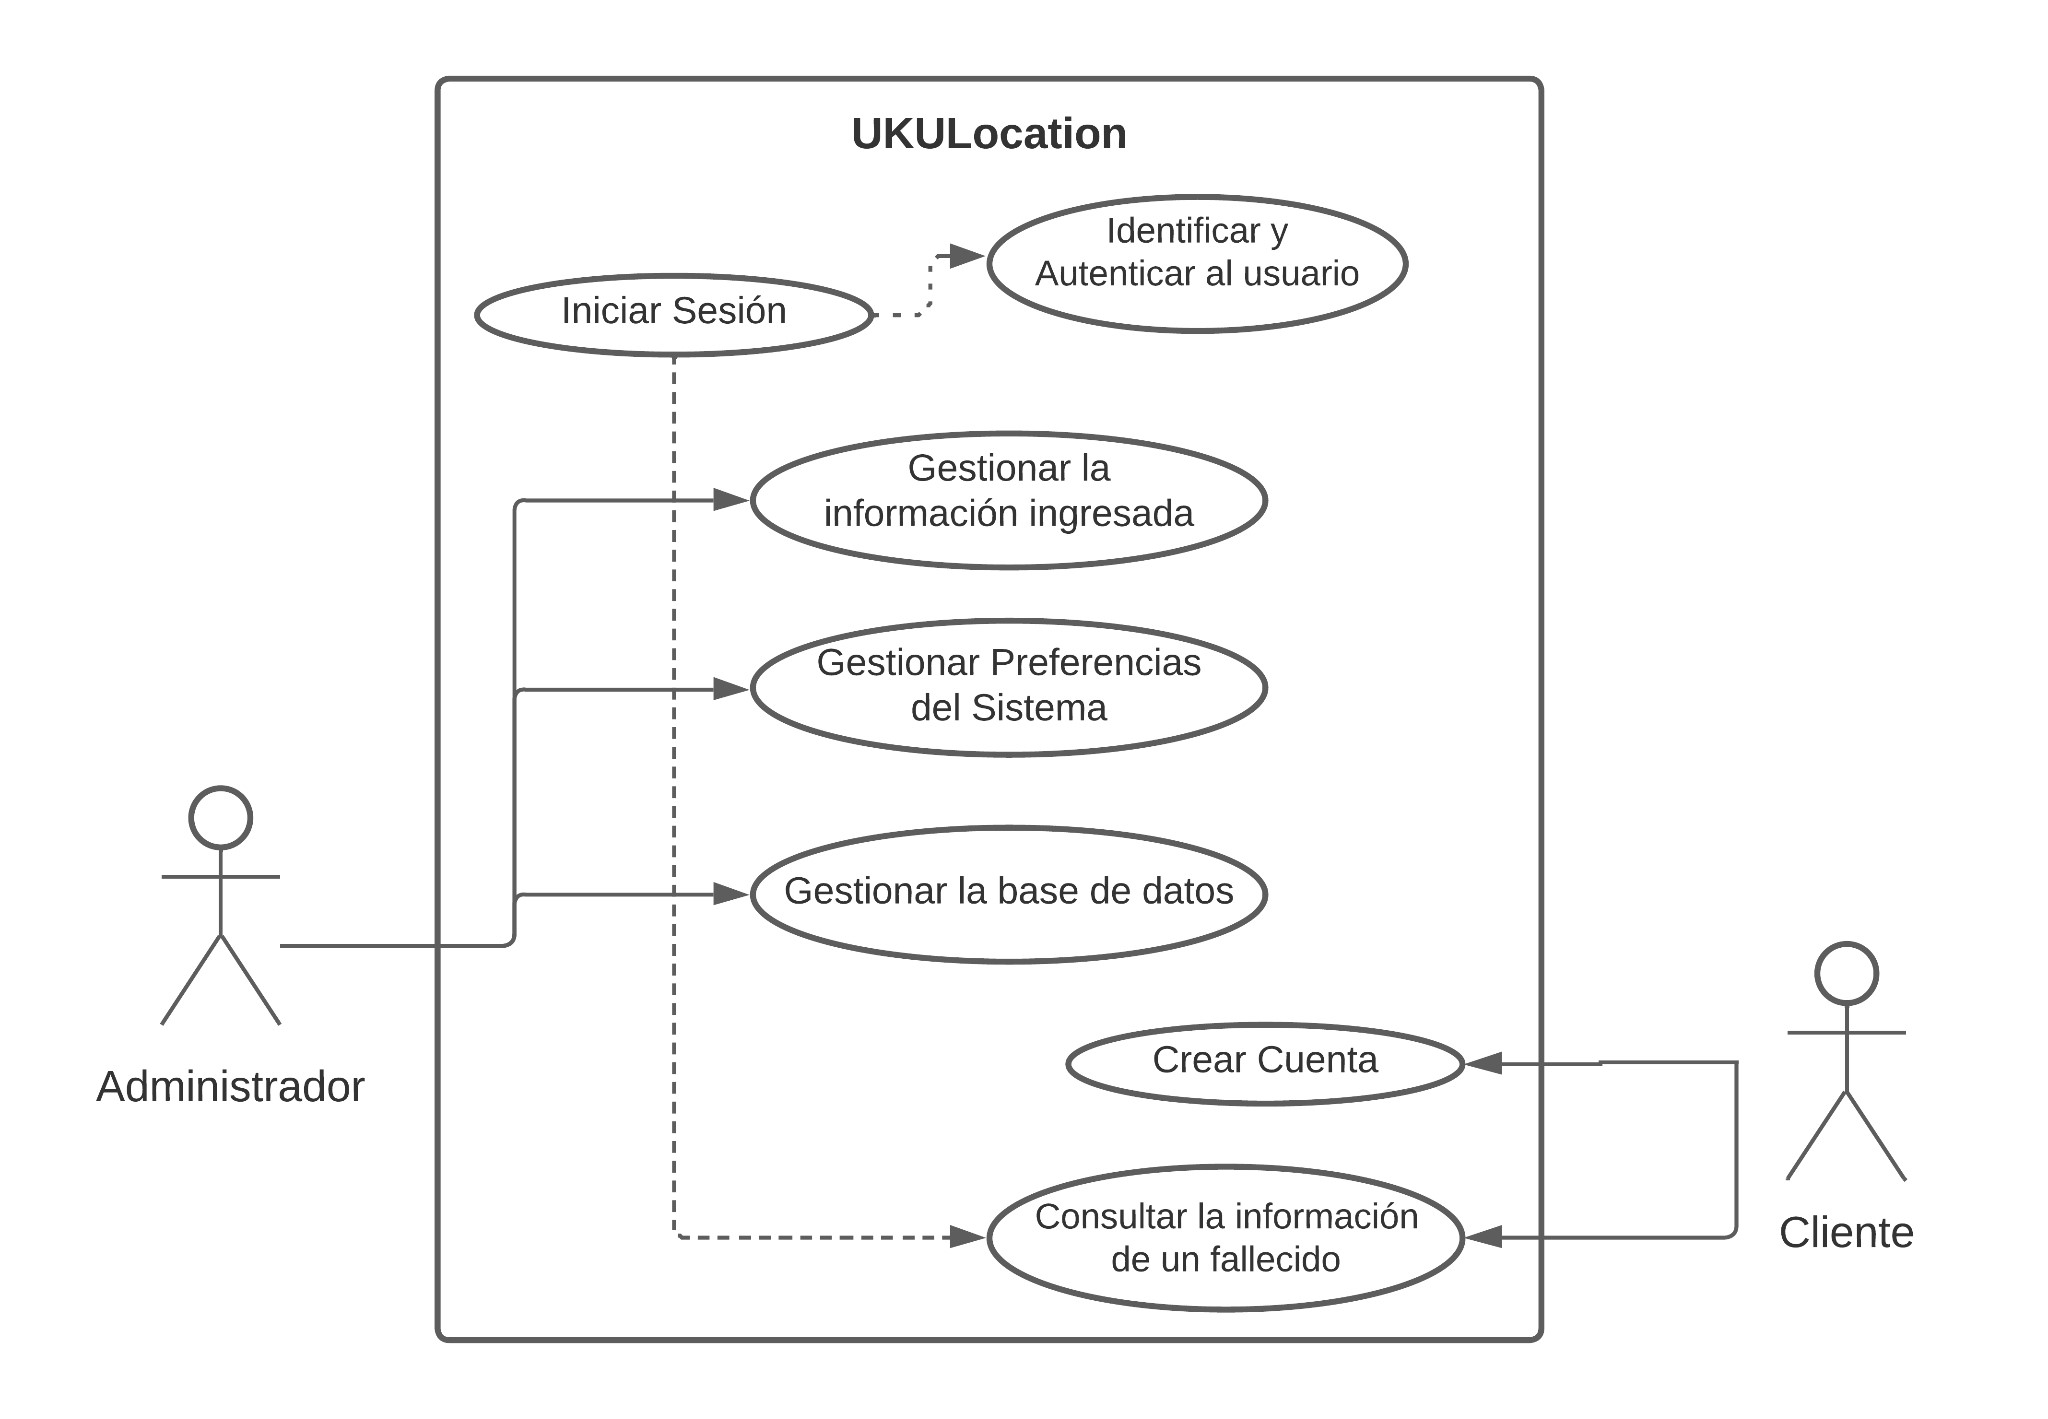 UKULocation
Identificar y
Autenticar al usuario
Iniciar Sesión
Gestionar la
información ingresada
Gestionar Preferencias
del Sistema
Gestionar la base de datos
Administrador
Crear Cuenta
Consultar la información
de un fallecido
Cliente